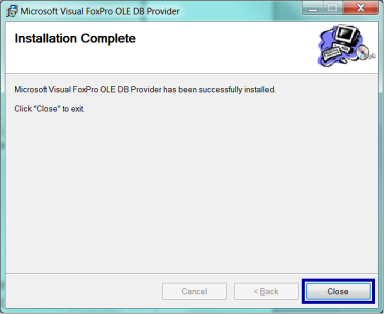 Microsoft Visual FoxPro OLE DB Provider
Installation Complete
Microsoft Visual FoxPro OLE DB Provider has been successfully installed.
Click "Close" to exit.
Cancel
< Back
Close